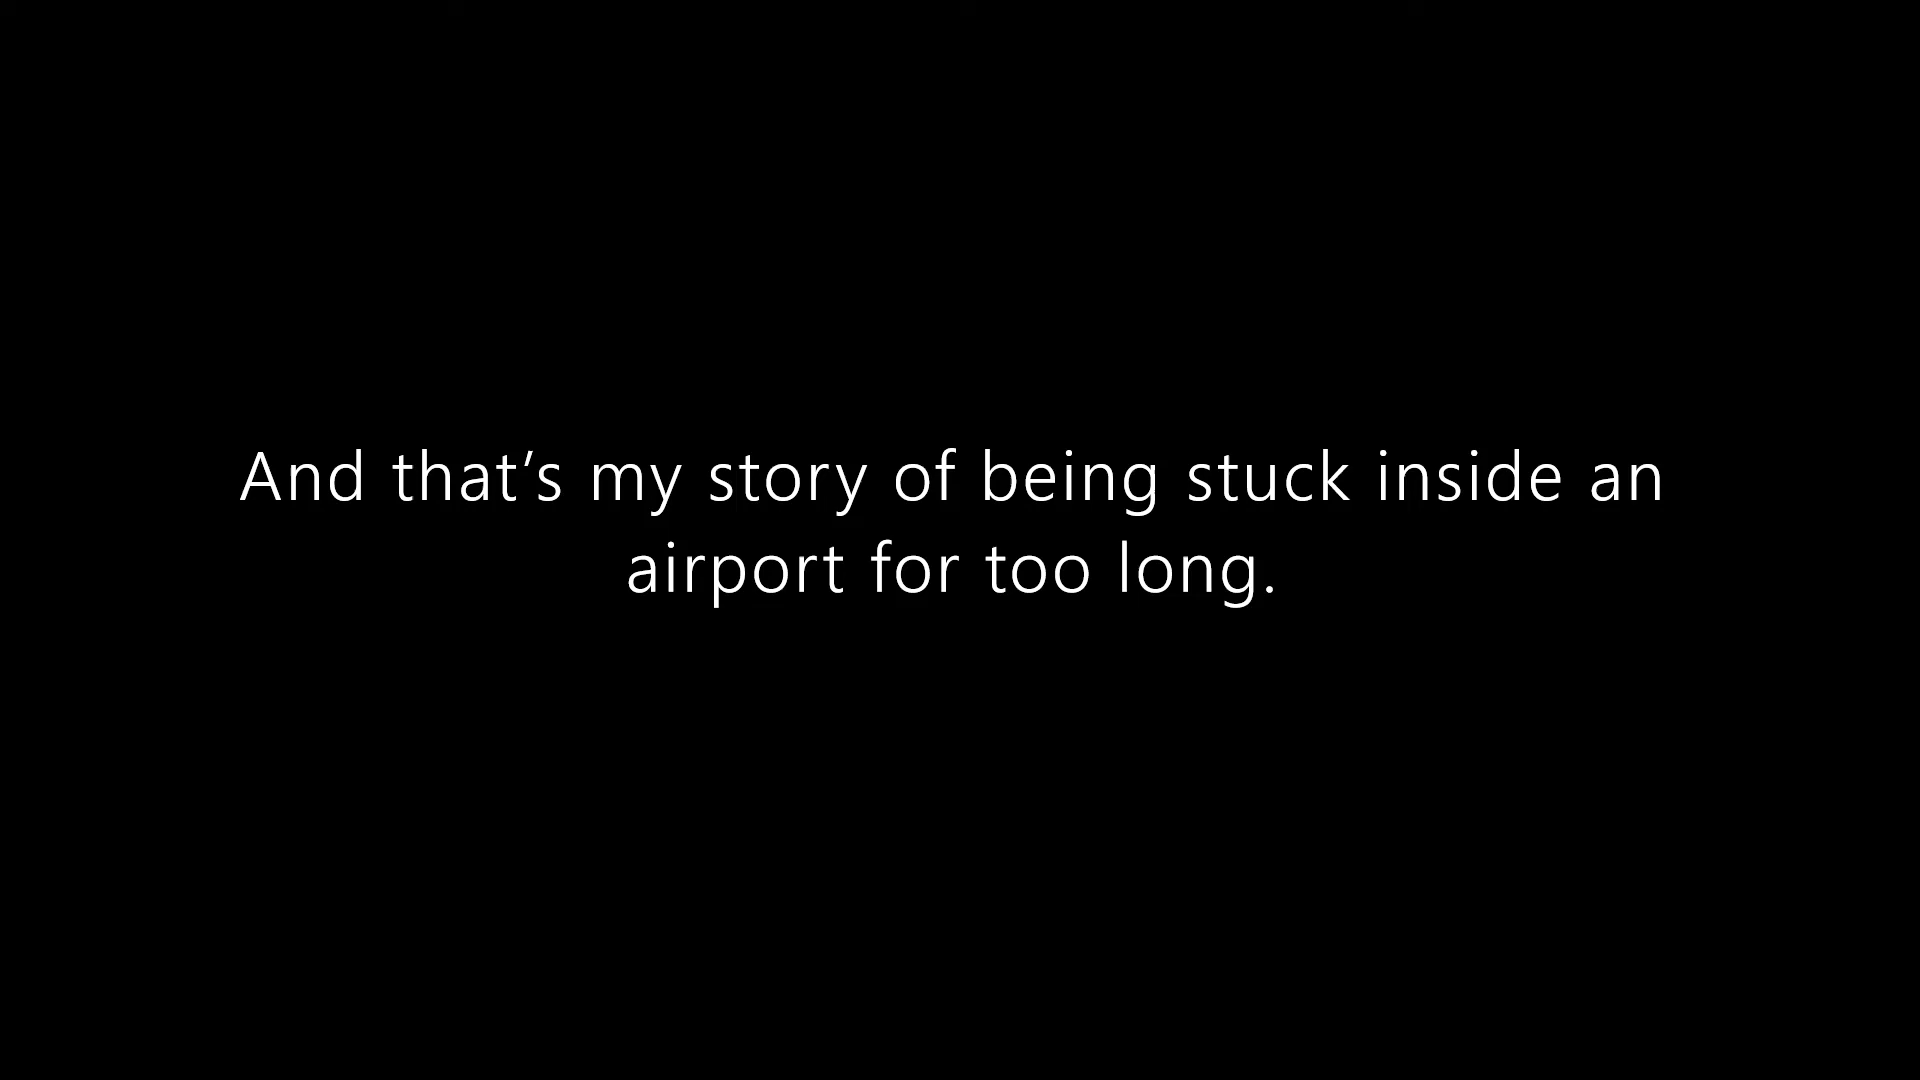 And that’s my story of being stuck inside an
airport for too long.